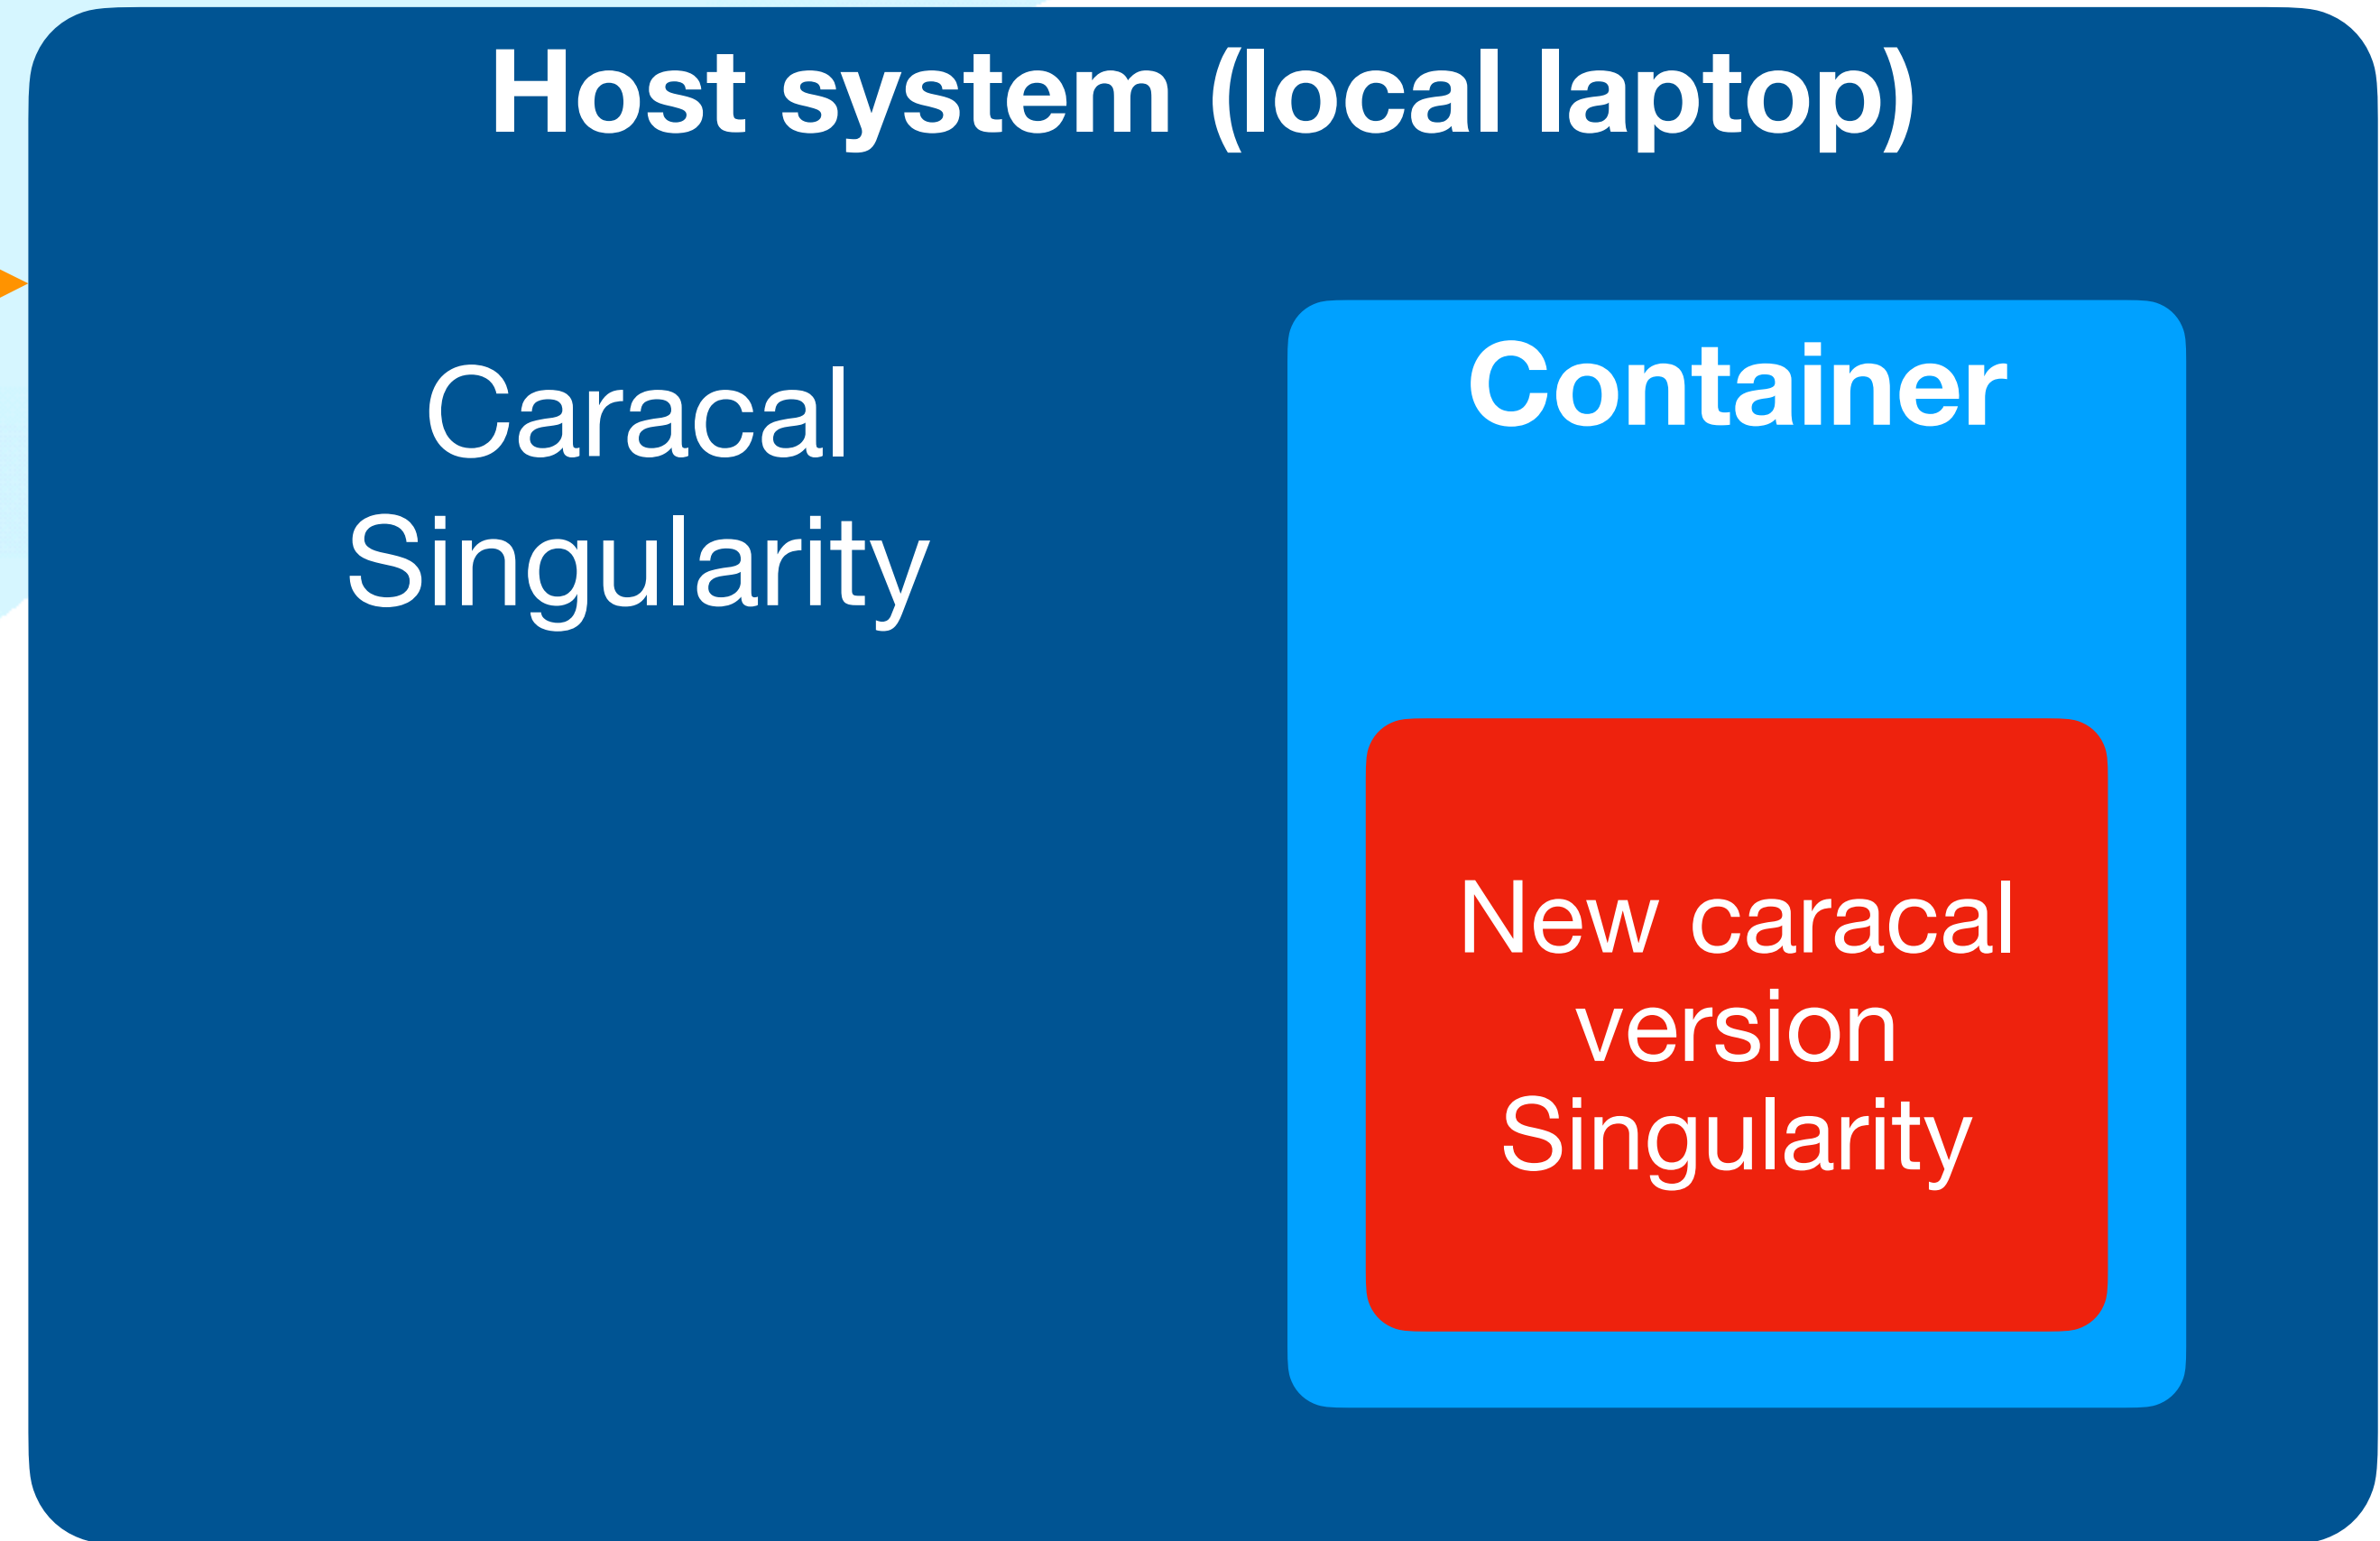 Host system (local laptop)
Caracal
Singularity
Container
New caracal
version
Singularity